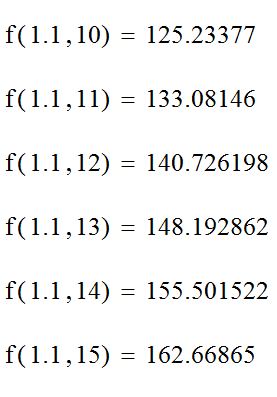 f(1.1,10) = 125.23377
f(1.1,11) = 133.08146
f(1.1,12) = 140.726198
f(1.1,13) = 148.192862
f(1.1,14) = 155.501522
f(1.1,15) = 162.66865